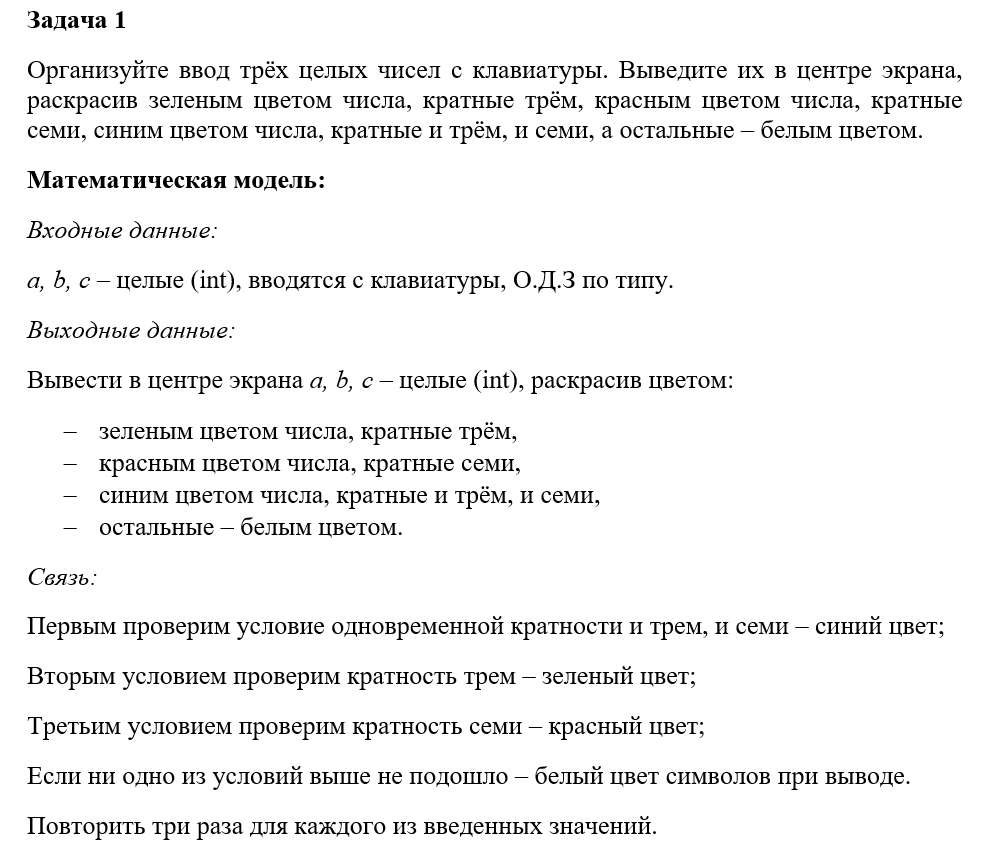 Задача 1
Организуйте ввод трёх целых чисел с клавиатуры. Выведите их в центре экрана,
раскрасив зеленым цветом числа, кратные трём, красным цветом числа, кратные
семи, синим цветом числа, кратные и трём, и семи, а остальные – белым цветом.
Математическая модель:
Входные данные:
a, b, c – целые (int), вводятся с клавиатуры, О.Д.З по типу.
Выходные данные:
Вывести в центре экрана a, b, c – целые (int), раскрасив цветом:
– зеленым цветом числа, кратные трём,
– красным цветом числа, кратные семи,
– синим цветом числа, кратные и трём, и семи,
– остальные – белым цветом.
Связь:
Первым проверим условие одновременной кратности и трем, и семи – синий цвет;
Вторым условием проверим кратность трем – зеленый цвет;
Третьим условием проверим кратность семи – красный цвет;
Если ни одно из условий выше не подошло – белый цвет символов при выводе.
Повторить три раза для каждого из введенных значений.